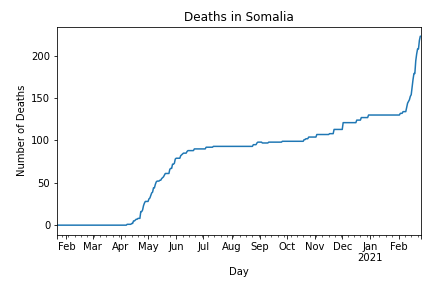 Deaths in Somalia
Number of Deaths
200
150
100
50
0
Feb Mar Apr May Jun Jul Aug Sep Oct Nov Dec Jan Feb
2021
Day